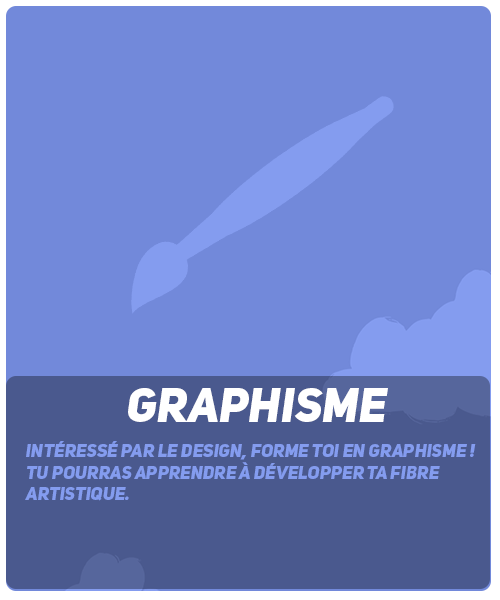 GRAPHISME
INTÉRESSÉ PAR LE DESIGN, FORME TOI EN GRAPHISME !
TU POURRAS APPRENDRE À DÉVELOPPER TA FIBRE
ARTISTIQUE.